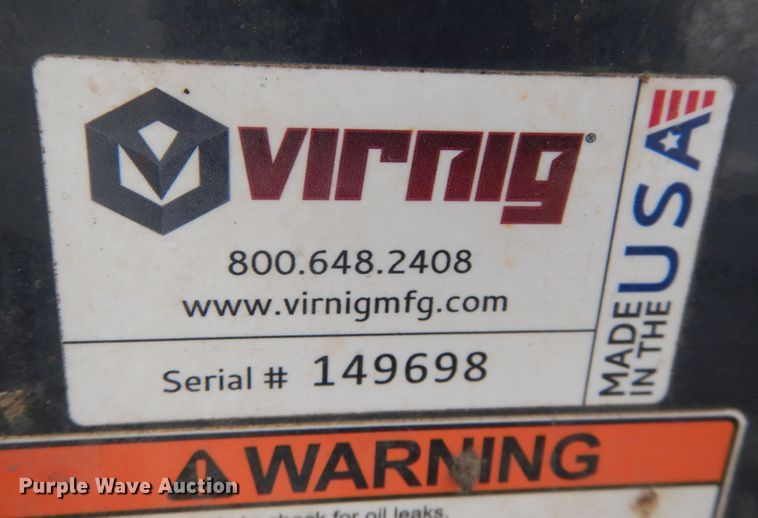 virnig®
800.648.2408
www.virnigmfg.com
Serial # 149698
MADE
IN THE
USA
WARNING
check for oil leaks.
Purple Wave Auction